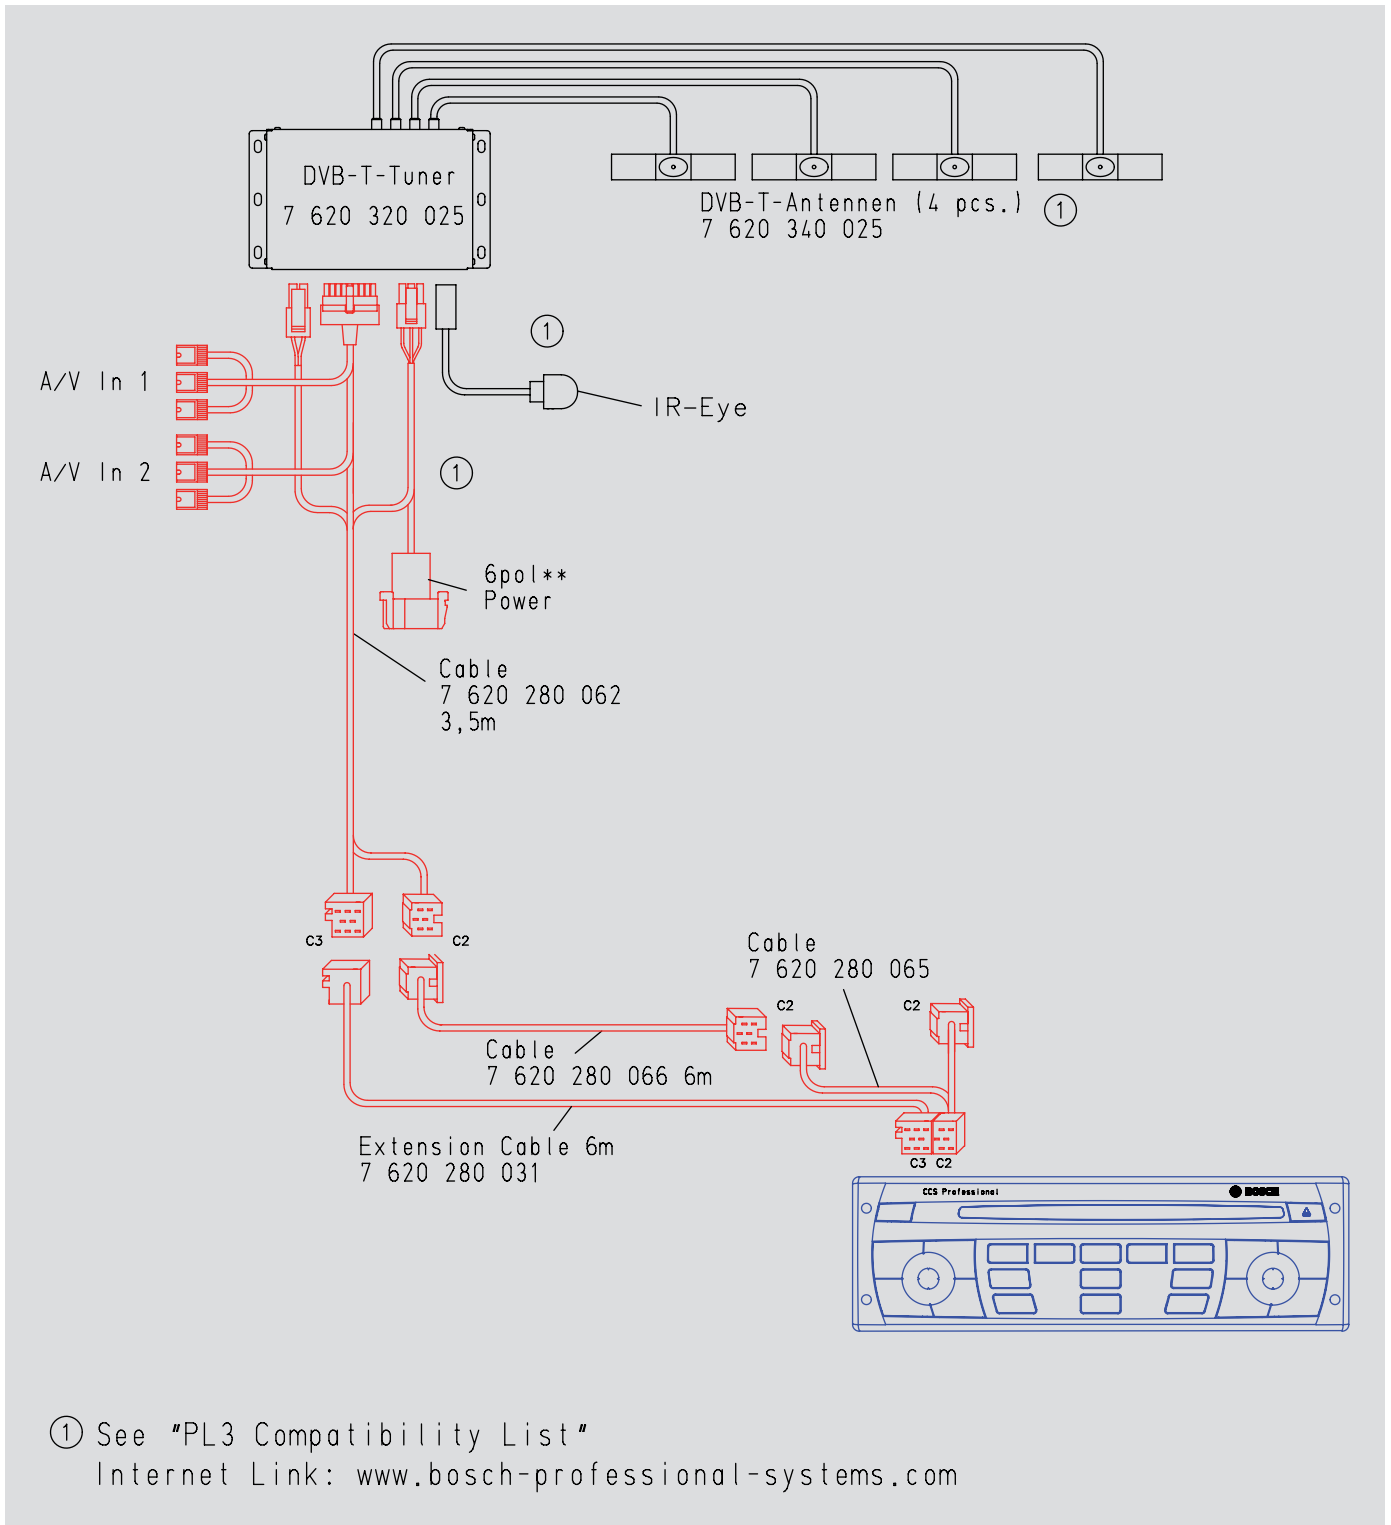 DVB-T-Tuner
7 620 320 025
DVB-T-Antennen (4 pcs.) 1
7 620 340 025
1
A/V In 1
IR-Eye
A/V In 2
1
6pol**
Power
Cable
7 620 280 062
3,5m
C3
C2
Cable
7 620 280 065
C2
C2
Cable
7 620 280 066 6m
Extension Cable 6m
7 620 280 031
C3 C2
CCS Professional
BOSCH
1 See "PL3 Compatibility List"
Internet Link: www.bosch-professional-systems.com